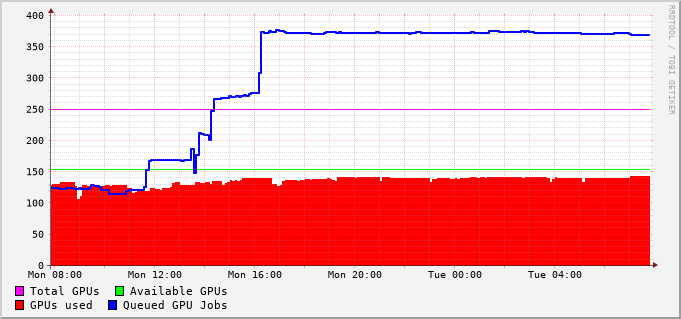 400
350
300
250
200
150
100
50
0
Mon 08:00 Mon 12:00 Mon 16:00 Mon 20:00 Tue 00:00 Tue 04:00
Total GPUs Available GPUs
GPUs used Queued GPU Jobs
RRDTOOL / TOBI OETIKER